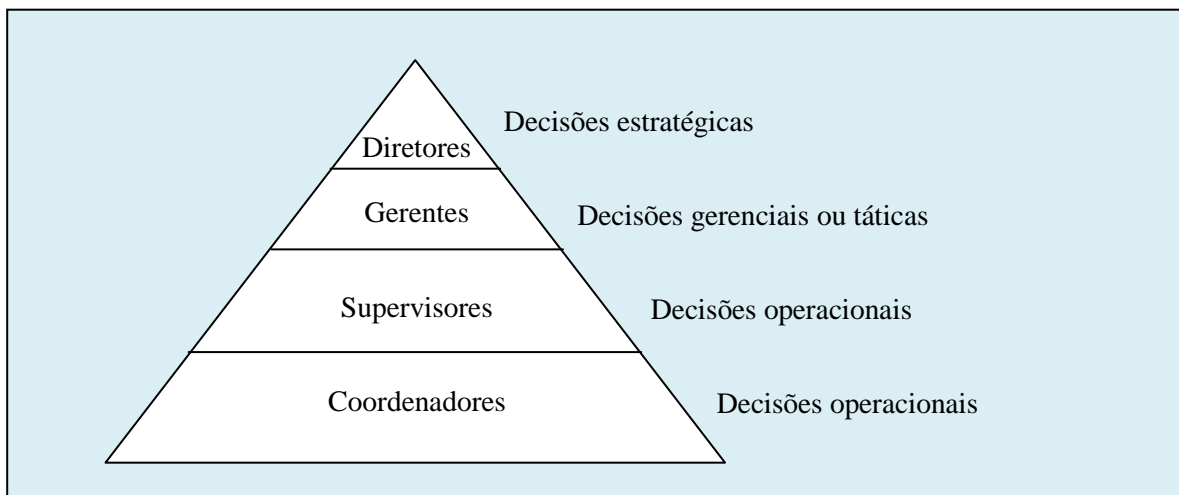 Decisões estratégicas
Diretores
Gerentes
Decisões gerenciais ou táticas
Supervisores
Decisões operacionais
Coordenadores
Decisões operacionais